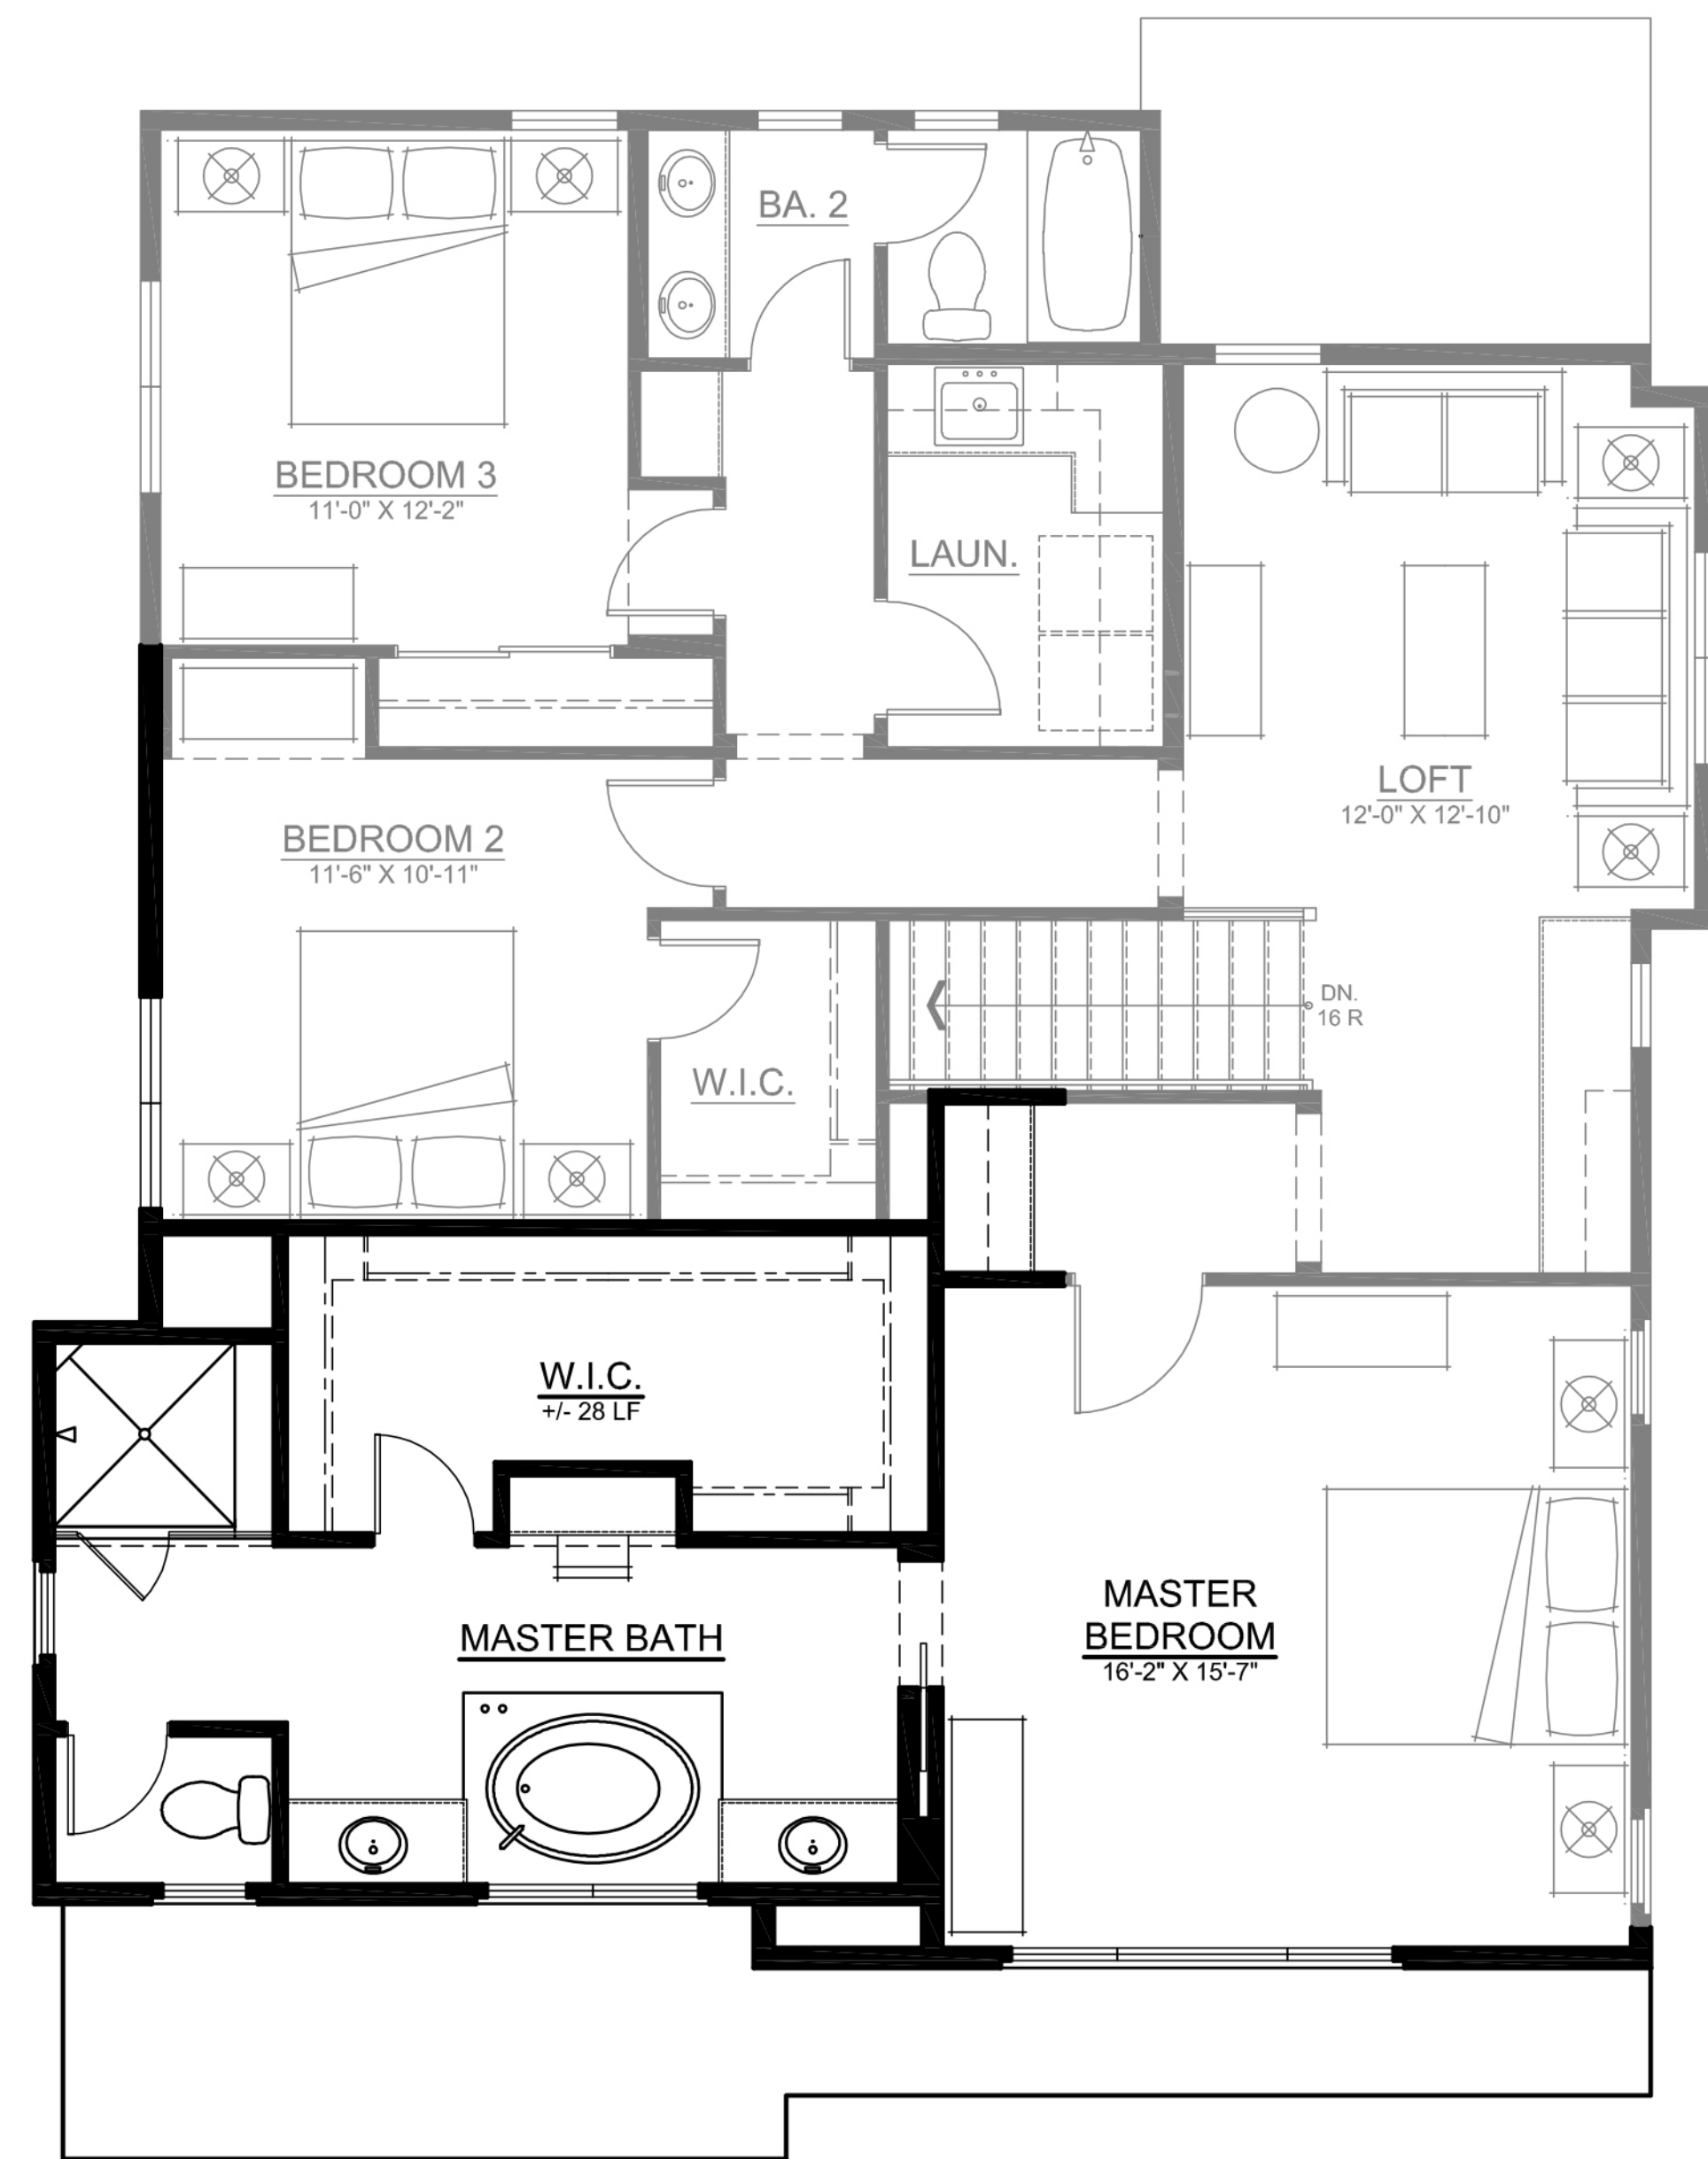 BA. 2
BEDROOM 3
11'-0" X 12'-2"
LAUN.
LOFT
12'-0" X 12'-10"
BEDROOM 2
11'-6" X 10'-11"
DN.
16 R
W.I.C.
W.I.C.
+/- 28 LF
MASTER
BEDROOM
16'-2" X 15'-7"
MASTER BATH